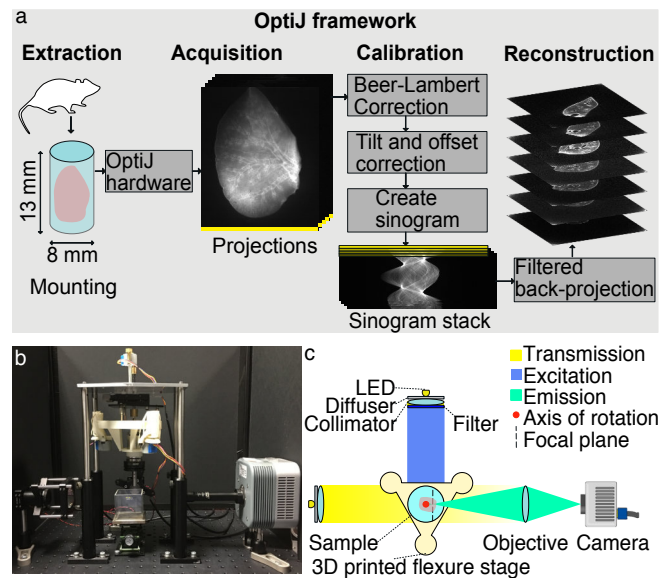 a
OptiJ framework
Extraction
Acquisition
Calibration
Reconstruction
13 mm
8 mm
Mounting
OptiJ
hardware
Projections
Beer-Lambert
Correction
Tilt and offset
correction
Create
sinogram
Sinogram stack
Filtered
back-projection
b
c
LED
Diffuser
Collimator
Filter
Transmission
Excitation
Emission
Axis of rotation
Focal plane
Sample
Objective
Camera
3D printed flexure stage